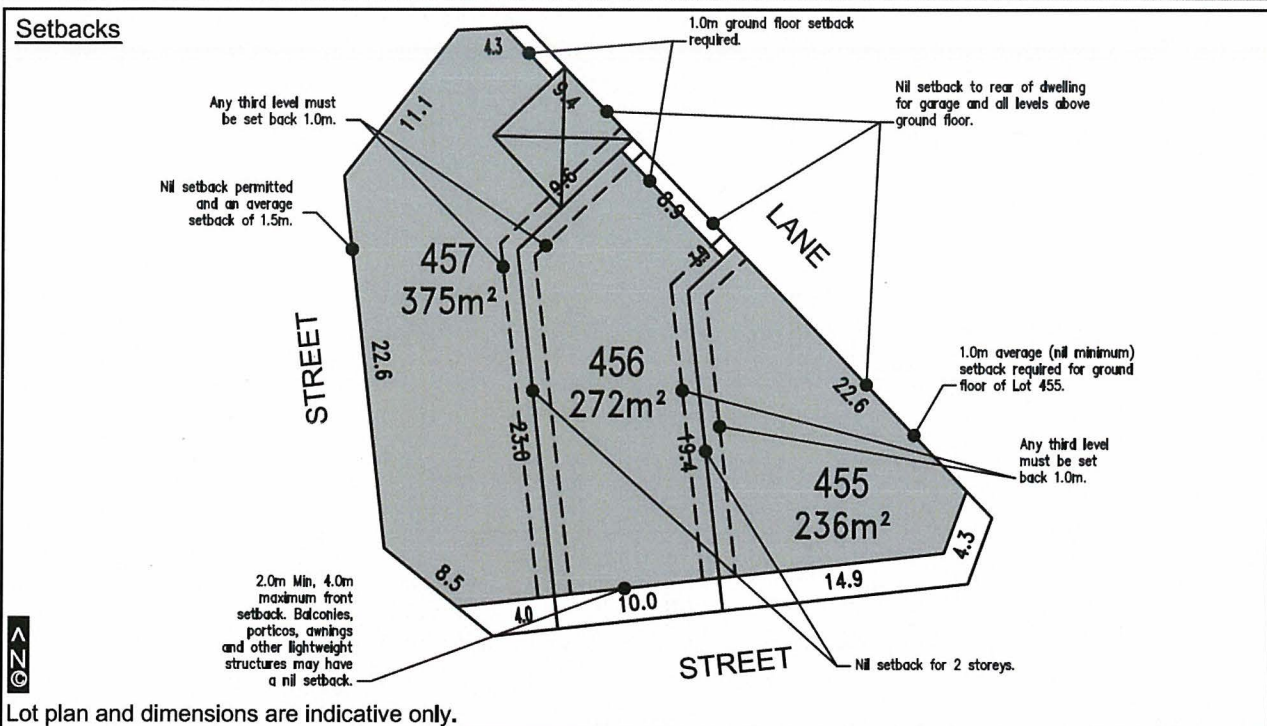 Setbacks
1.0m ground floor setback
required.
4.3
Any third level must
be set back 1.0m.
11.1
9.4
Nil setback to rear of dwelling
for garage and all levels above
ground floor.
Nil setback permitted
and an average
setback of 1.5m.
9.6
8.9
LANE
457
375m²
STREET
22.6
456
272m²
23.0
19.4
22.6
1.0m average (nil minimum)
setback required for ground
floor of Lot 455.
Any third level
must be set
back 1.0m.
455
236m²
4.3
8.5
4.0
10.0
14.9
2.0m Min, 4.0m
maximum front
setback. Balconies,
porticos, awnings
and other lightweight
structures may have
a nil setback.
STREET
Nil setback for 2 storeys.
N
Lot plan and dimensions are indicative only.